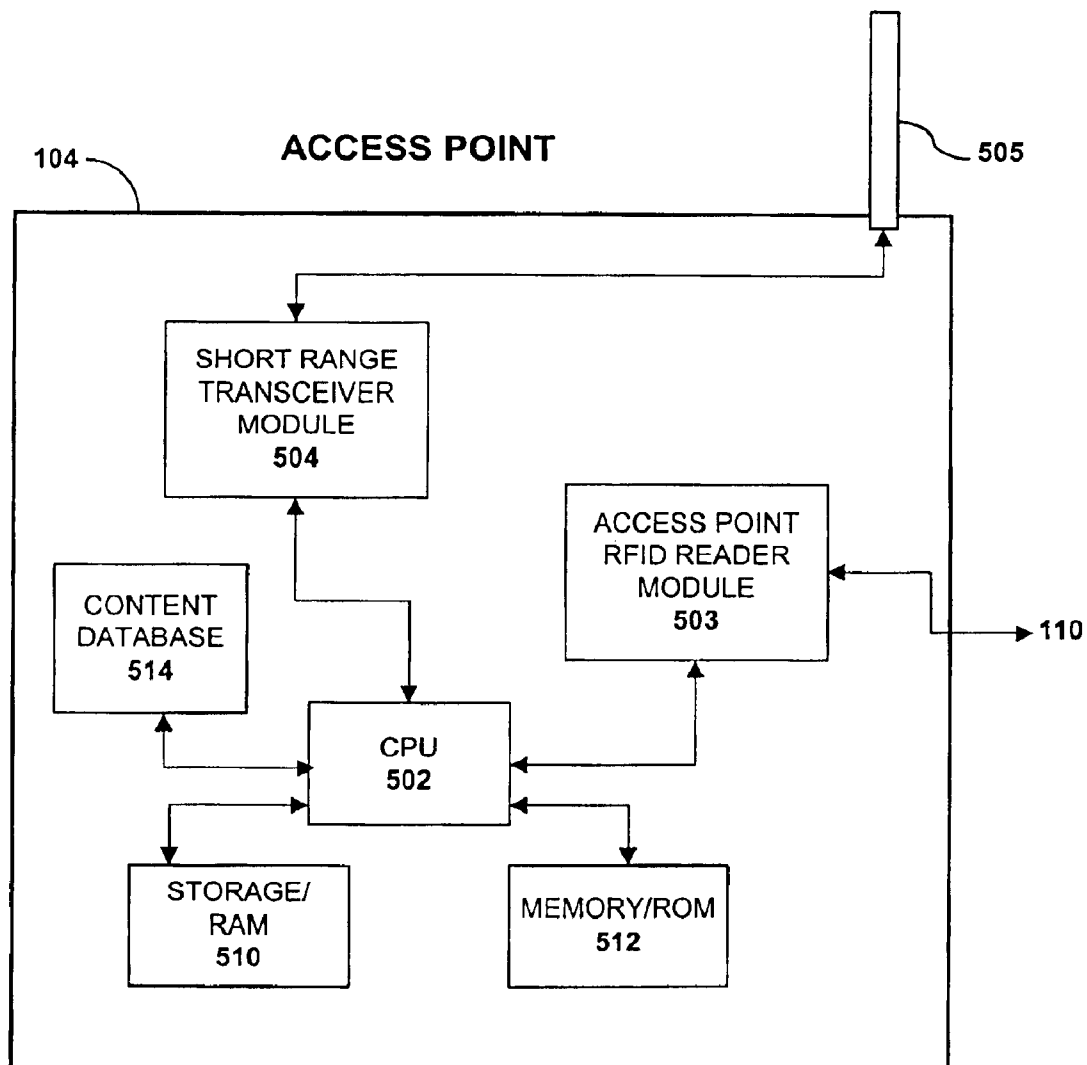 ACCESS POINT
104
505
SHORT RANGE
TRANSCEIVER
MODULE
504
ACCESS POINT
RFID READER
MODULE
503
110
CONTENT
DATABASE
514
CPU
502
STORAGE/
RAM
510
MEMORY/ROM
512